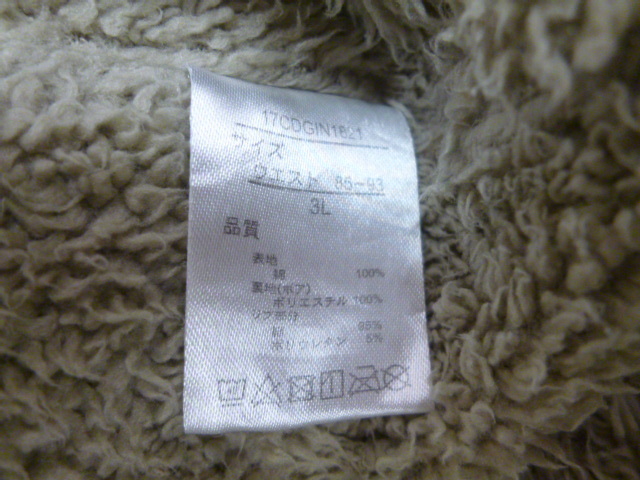 17CDGIN1821
サイズ
ウエスト 86~93
3L
品質
表地
綿 100%
裏地(ボア)
ポリエステル 100%
リブ部分
綿 95%
ポリウレタン 5%